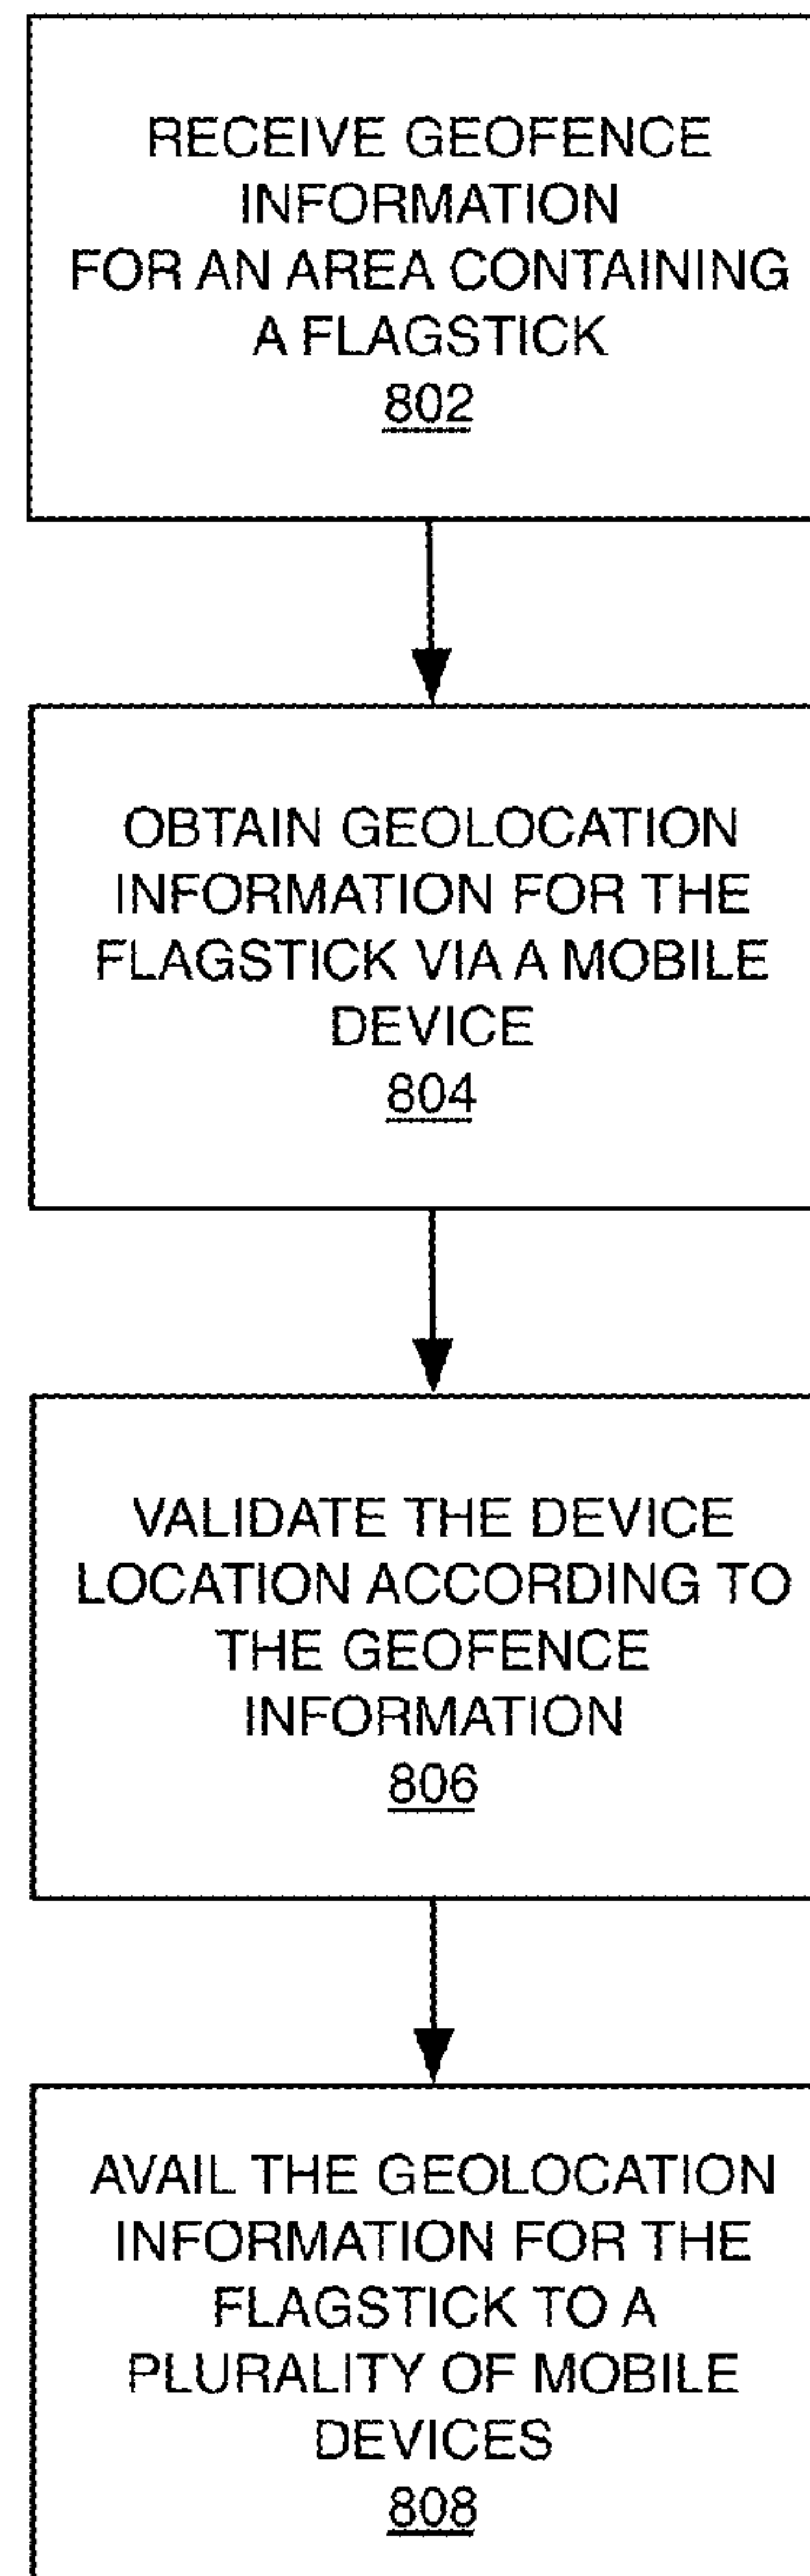 RECEIVE GEOFENCE
INFORMATION
FOR AN AREA CONTAINING
A FLAGSTICK
802
OBTAIN GEOLOCATION
INFORMATION FOR THE
FLAGSTICK VIA A MOBILE
DEVICE
804
VALIDATE THE DEVICE
LOCATION ACCORDING TO
THE GEOFENCE
INFORMATION
806
AVAIL THE GEOLOCATION
INFORMATION FOR THE
FLAGSTICK TO A
PLURALITY OF MOBILE
DEVICES
808